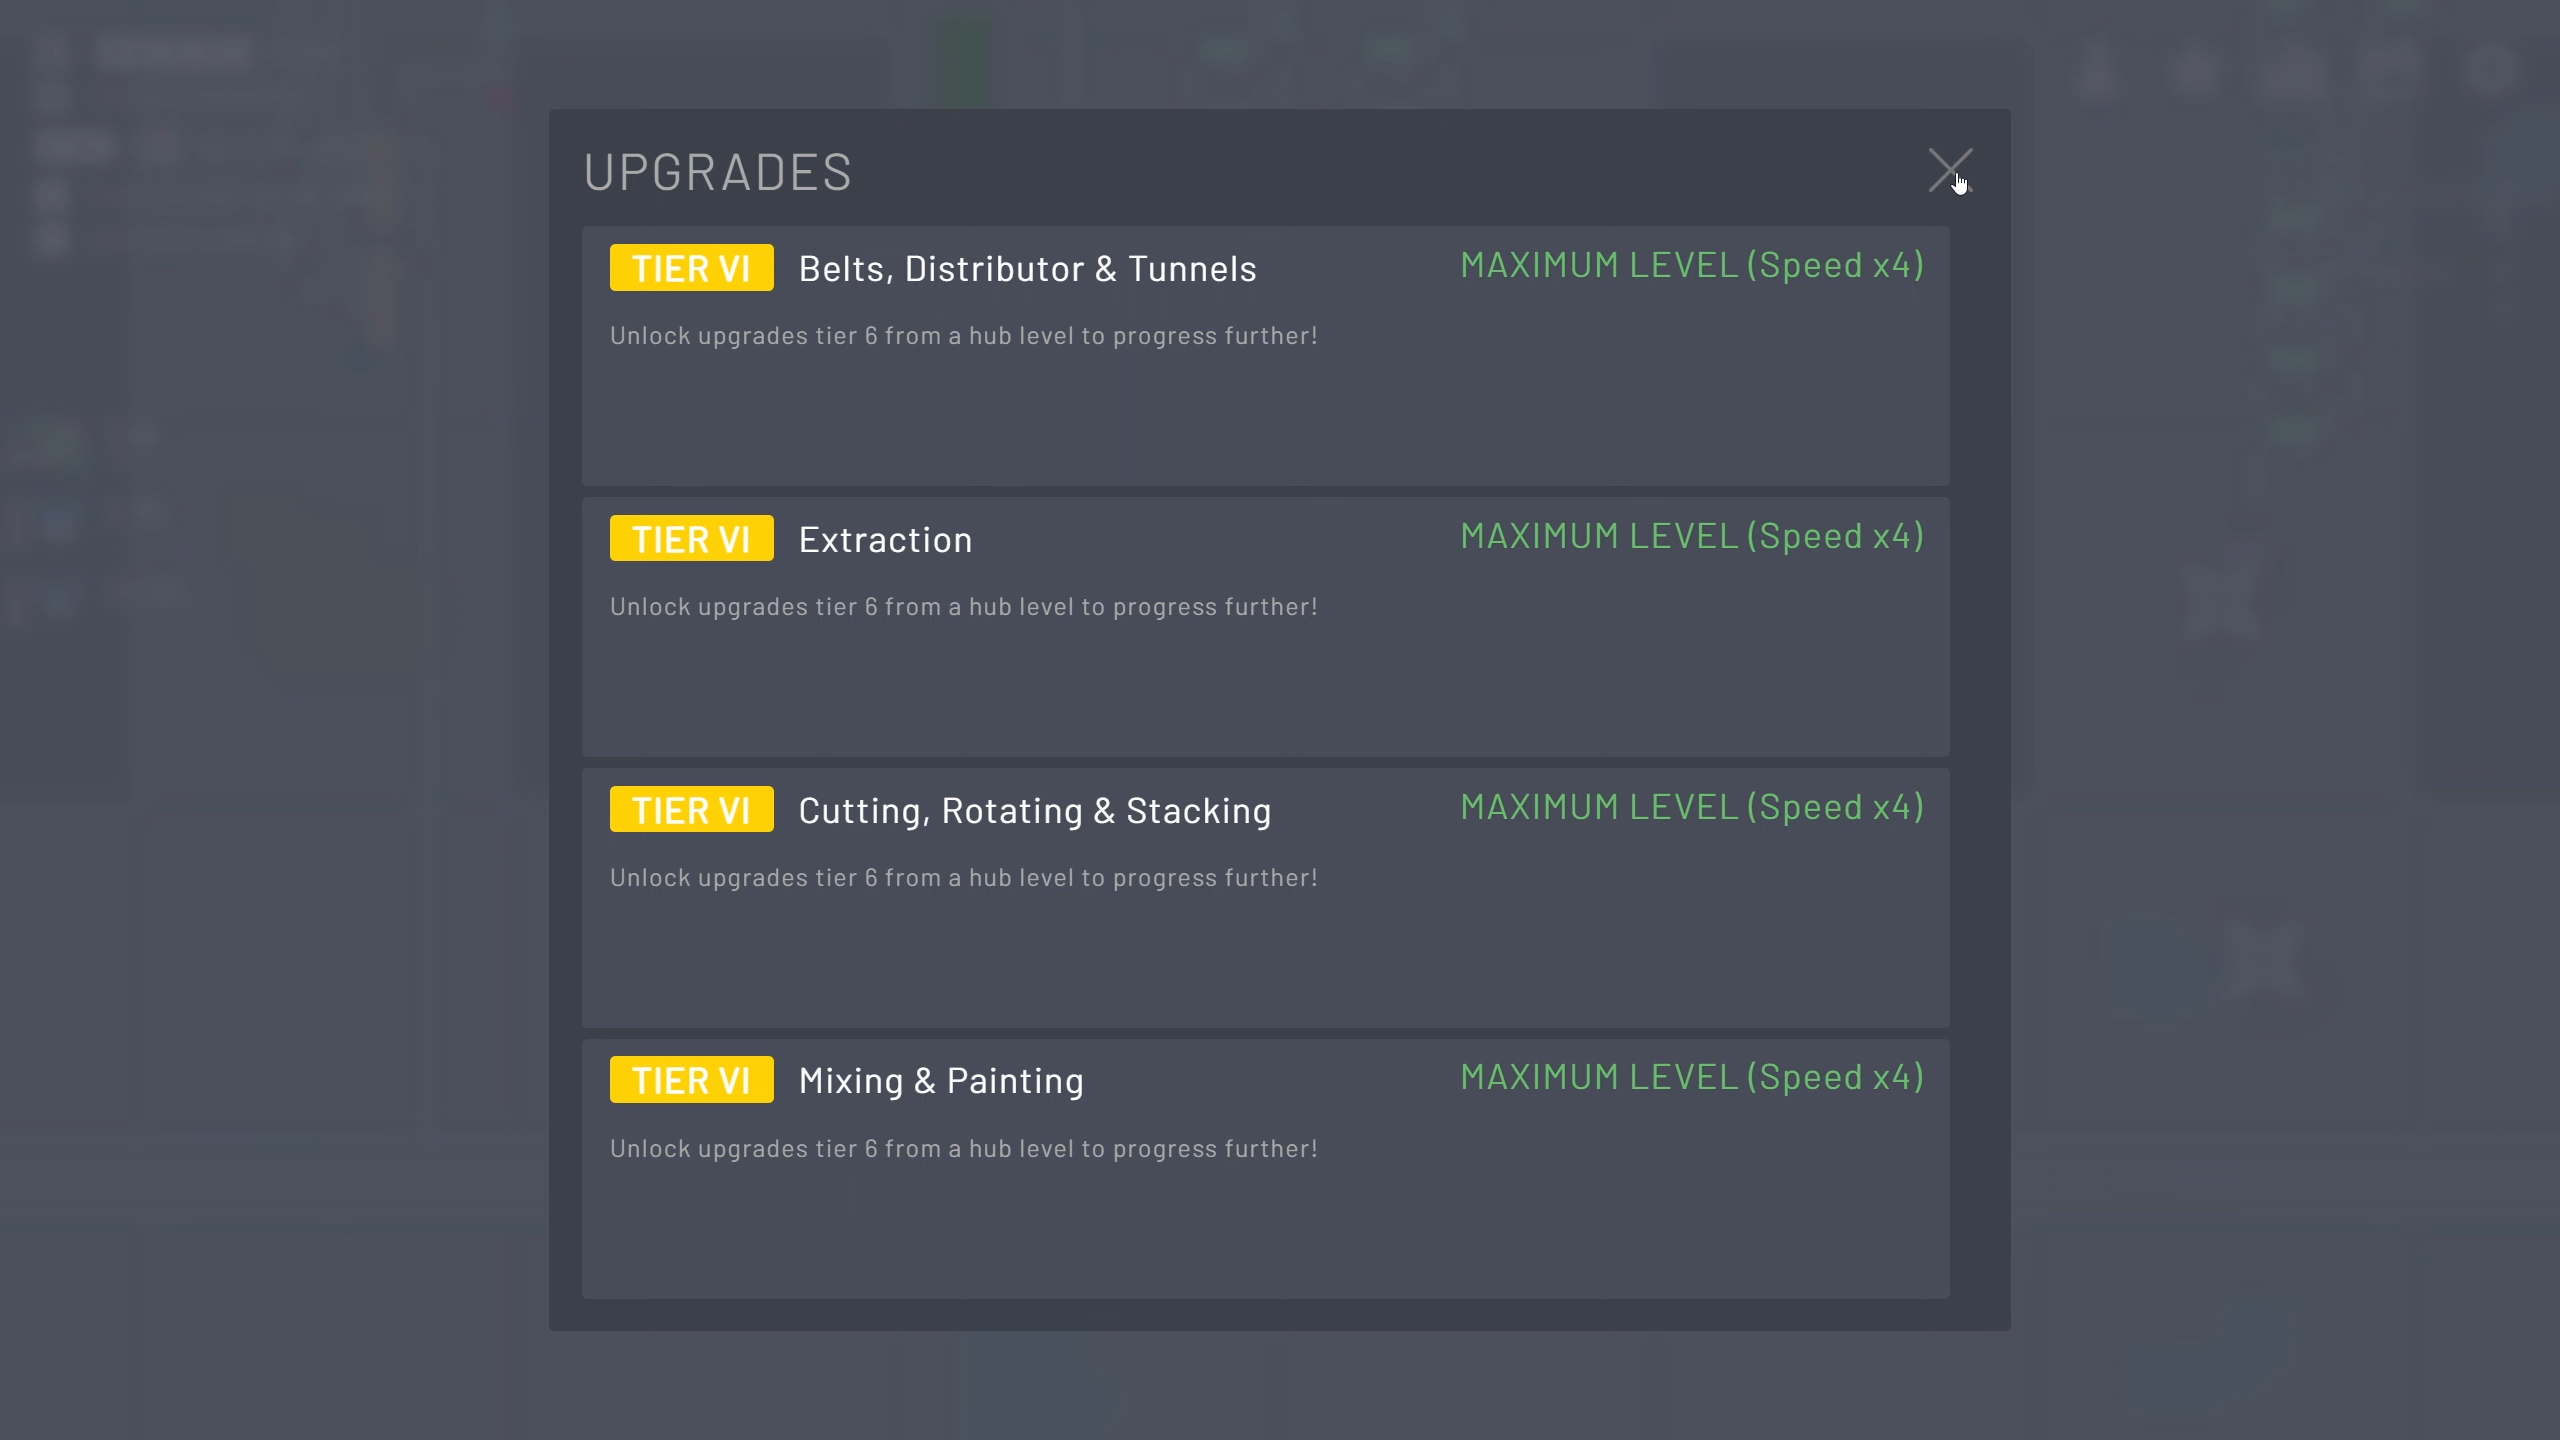 UPGRADES
TIER VI Belts, Distributor & Tunnels MAXIMUM LEVEL (Speed x4)
Unlock upgrades tier 6 from a hub level to progress further!
TIER VI Extraction MAXIMUM LEVEL (Speed x4)
Unlock upgrades tier 6 from a hub level to progress further!
TIER VI Cutting, Rotating & Stacking MAXIMUM LEVEL (Speed x4)
Unlock upgrades tier 6 from a hub level to progress further!
TIER VI Mixing & Painting MAXIMUM LEVEL (Speed x4)
Unlock upgrades tier 6 from a hub level to progress further!